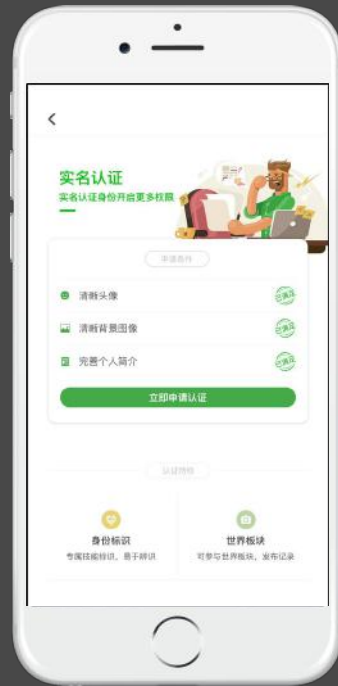 实名认证
实名认证身份开启更多权限
申请条件
清晰头像
已满足
清晰背景图像
已满足
完善个人简介
已满足
立即申请认证
认证特权
身份标识
世界板块
专属技能标识，易于辨识
可参与世界板块，发布记录